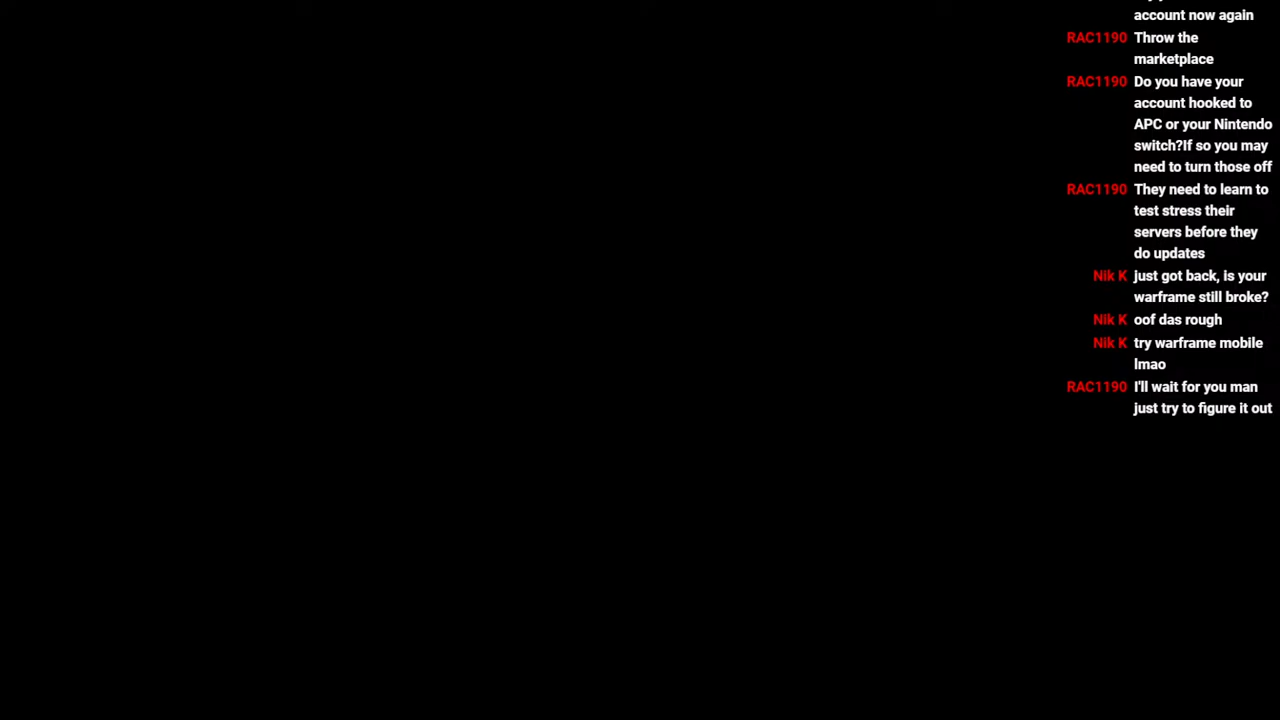 account now again
RAC1190 Throw the
marketplace
RAC1190 Do you have your
account hooked to
APC or your Nintendo
switch?If so you may
need to turn those off
RAC1190 They need to learn to
test stress their
servers before they
do updates
Nik K just got back, is your
warframe still broke?
Nik K oof das rough
Nik K try warframe mobile
lmao
RAC1190 I'll wait for you man
just try to figure it out